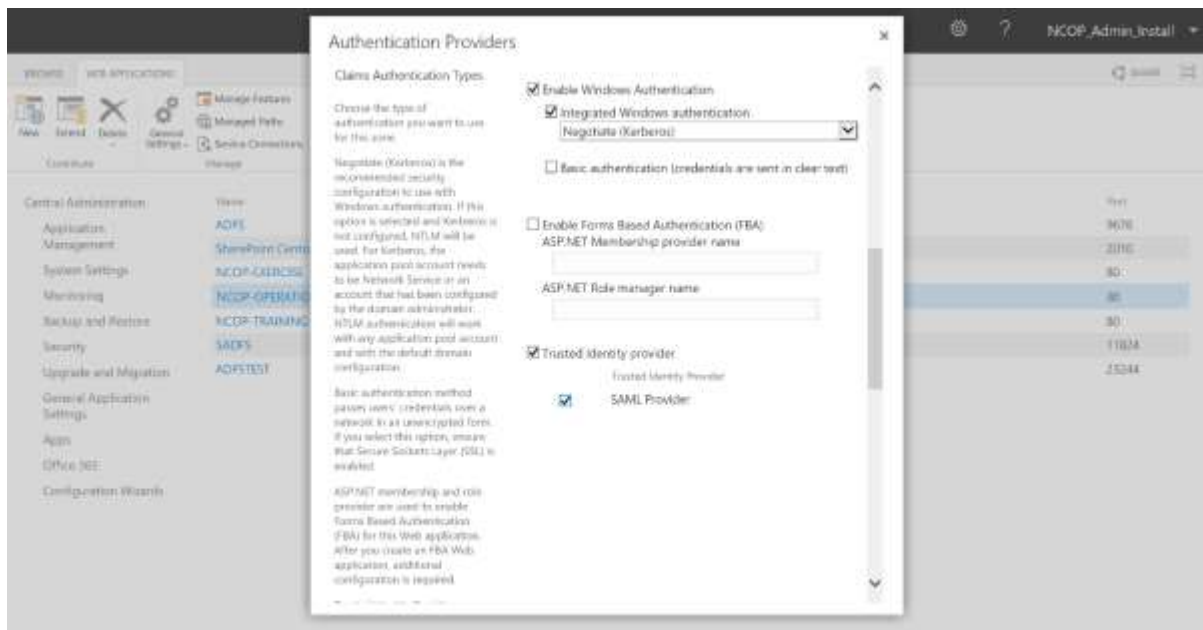 NCOP_Admin_Install
BROWSE
WEB APPLICATIONS
SHARE
New
Extend
Delete
General Settings
Manage Features
Managed Paths
Service Connections
Contribute
Manage
Central Administration
Application Management
System Settings
Monitoring
Backup and Restore
Security
Upgrade and Migration
General Application Settings
Apps
Office 365
Configuration Wizards
Name
Port
ADFS
9676
SharePoint Centr
2010
NCOP-EXERCISE
80
NCOP-OPERATIO
80
NCOP-TRAINING
80
SADFS
ADFSTEST
23244
Authentication Providers
Claims Authentication Types
Choose the type of
authentication you want to use
for this zone.
Negotiate (Kerberos) is the
recommended security
configuration to use with
Windows authentication. If this
option is selected and Kerberos is
not configured, NTLM will be
used. For Kerberos, the
application pool account needs
to be Network Service or an
account that has been configured
by the domain administrator.
NTLM authentication will work
with any application pool account
and with the default domain
configuration.
Basic authentication method
passes users' credentials over a
network in an unencrypted form.
If you select this option, ensure
that Secure Sockets Layer (SSL) is
enabled.
ASP.NET membership and role
provider are used to enable
Forms Based Authentication
(FBA) for this Web application.
After you create an FBA Web
application, additional
configuration is required.
Enable Windows Authentication
Integrated Windows authentication
Negotiate (Kerberos)
Basic authentication (credentials are sent in clear text)
Enable Forms Based Authentication (FBA)
ASP.NET Membership provider name
ASP.NET Role manager name
Trusted Identity provider
Trusted Identity Provider
SAML Provider